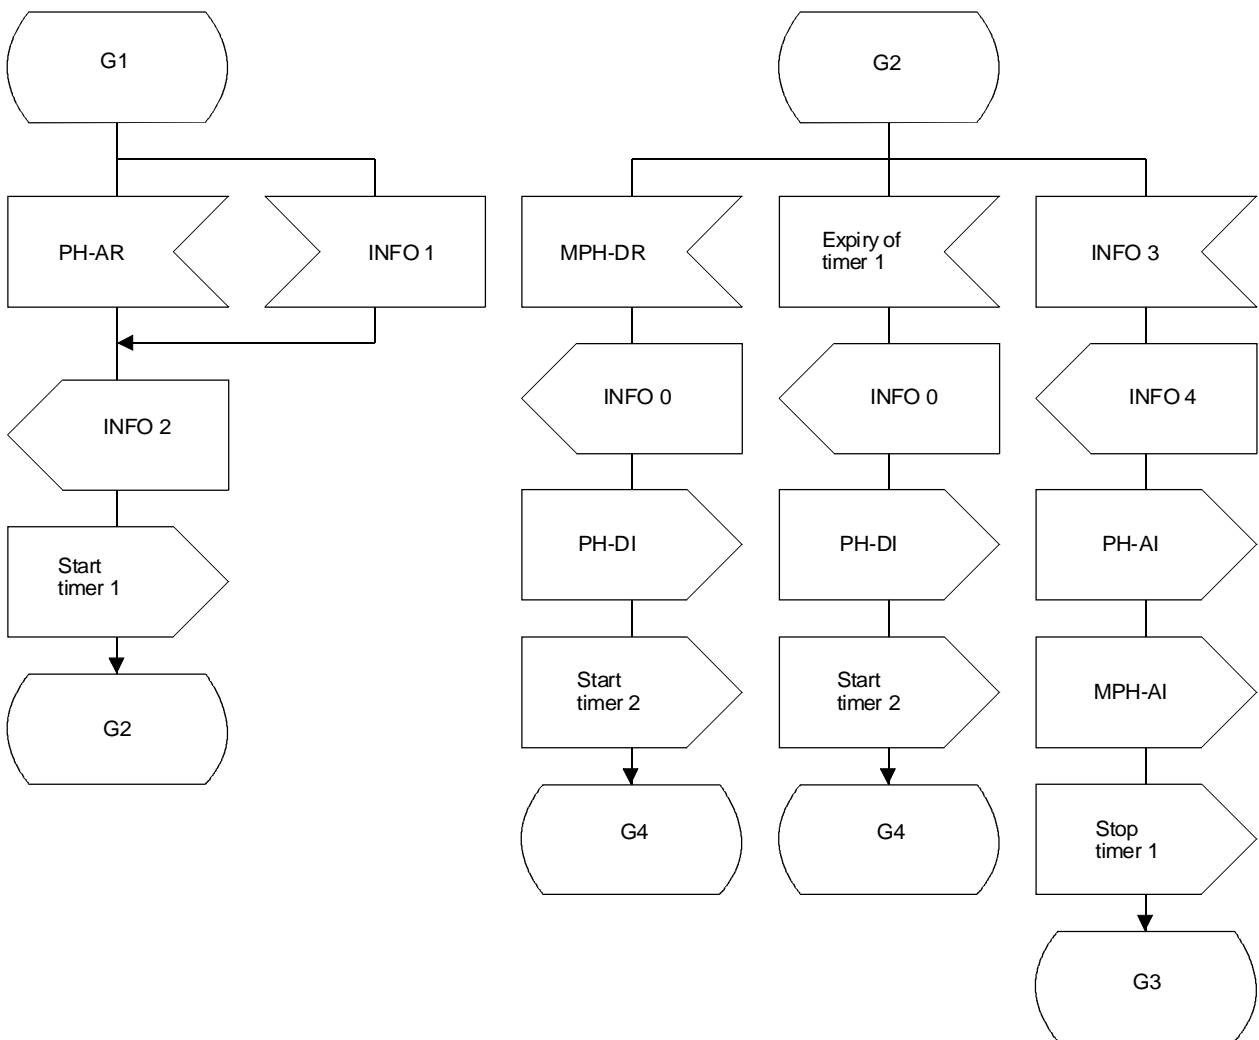 G1
PH-AR
INFO 1
INFO 2
Start
timer 1
G2
G2
MPH-DR
INFO 0
PH-DI
Start
timer 2
G4
Expiry of
timer 1
INFO 0
PH-DI
Start
timer 2
G4
INFO 3
INFO 4
PH-AI
MPH-AI
Stop
timer 1
G3